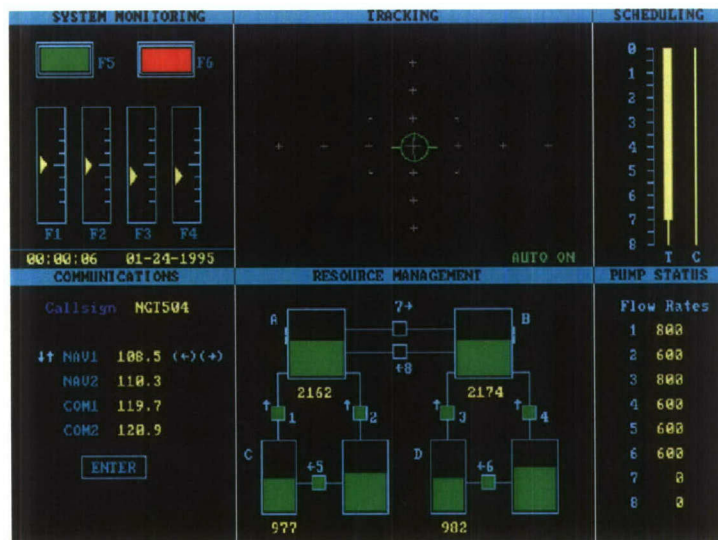 SYSTEM MONITORING
F5
F6
F1 F2 F3 F4
00:00:06 01-24-1995
TRACKING
AUTO ON
SCHEDULING
0
1
2
3
4
5
6
7
8
T C
COMMUNICATIONS
Callsign NGT504
↓↑ NAV1 108.5 (←)(→)
NAV2 110.3
COM1 119.7
COM2 120.9
ENTER
RESOURCE MANAGEMENT
A
7→
B
←8
2162
2174
↑ 1
↑ 2
↑ 3
↑ 4
C
←5
D
←6
977
982
PUMP STATUS
Flow Rates
1 800
2 600
3 800
4 600
5 600
6 600
7 0
8 0